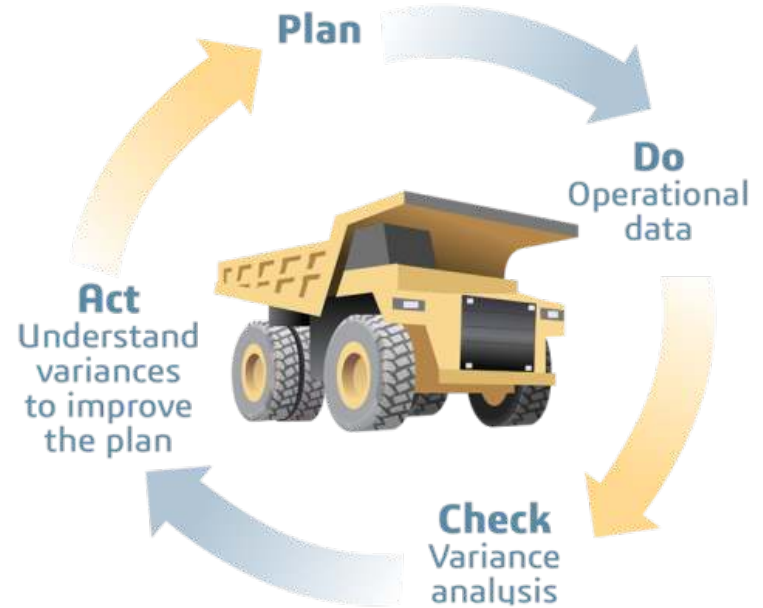 Plan
Do
Operational
data
Check
Variance
analysis
Act
Understand
variances
to improve
the plan